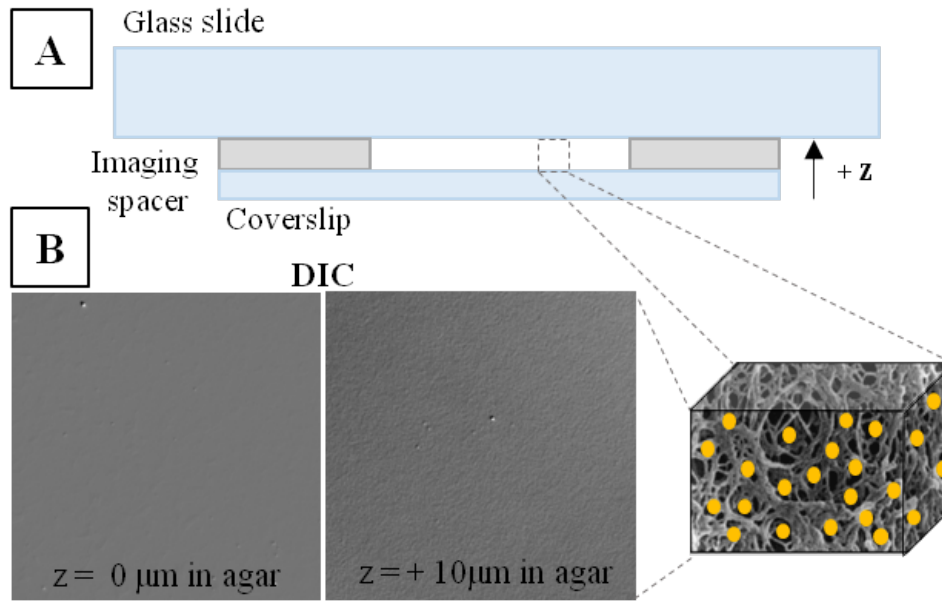 A
Glass slide
Imaging
spacer
+ z
Coverslip
B
DIC
z = 0 μm in agar
z = + 10μm in agar